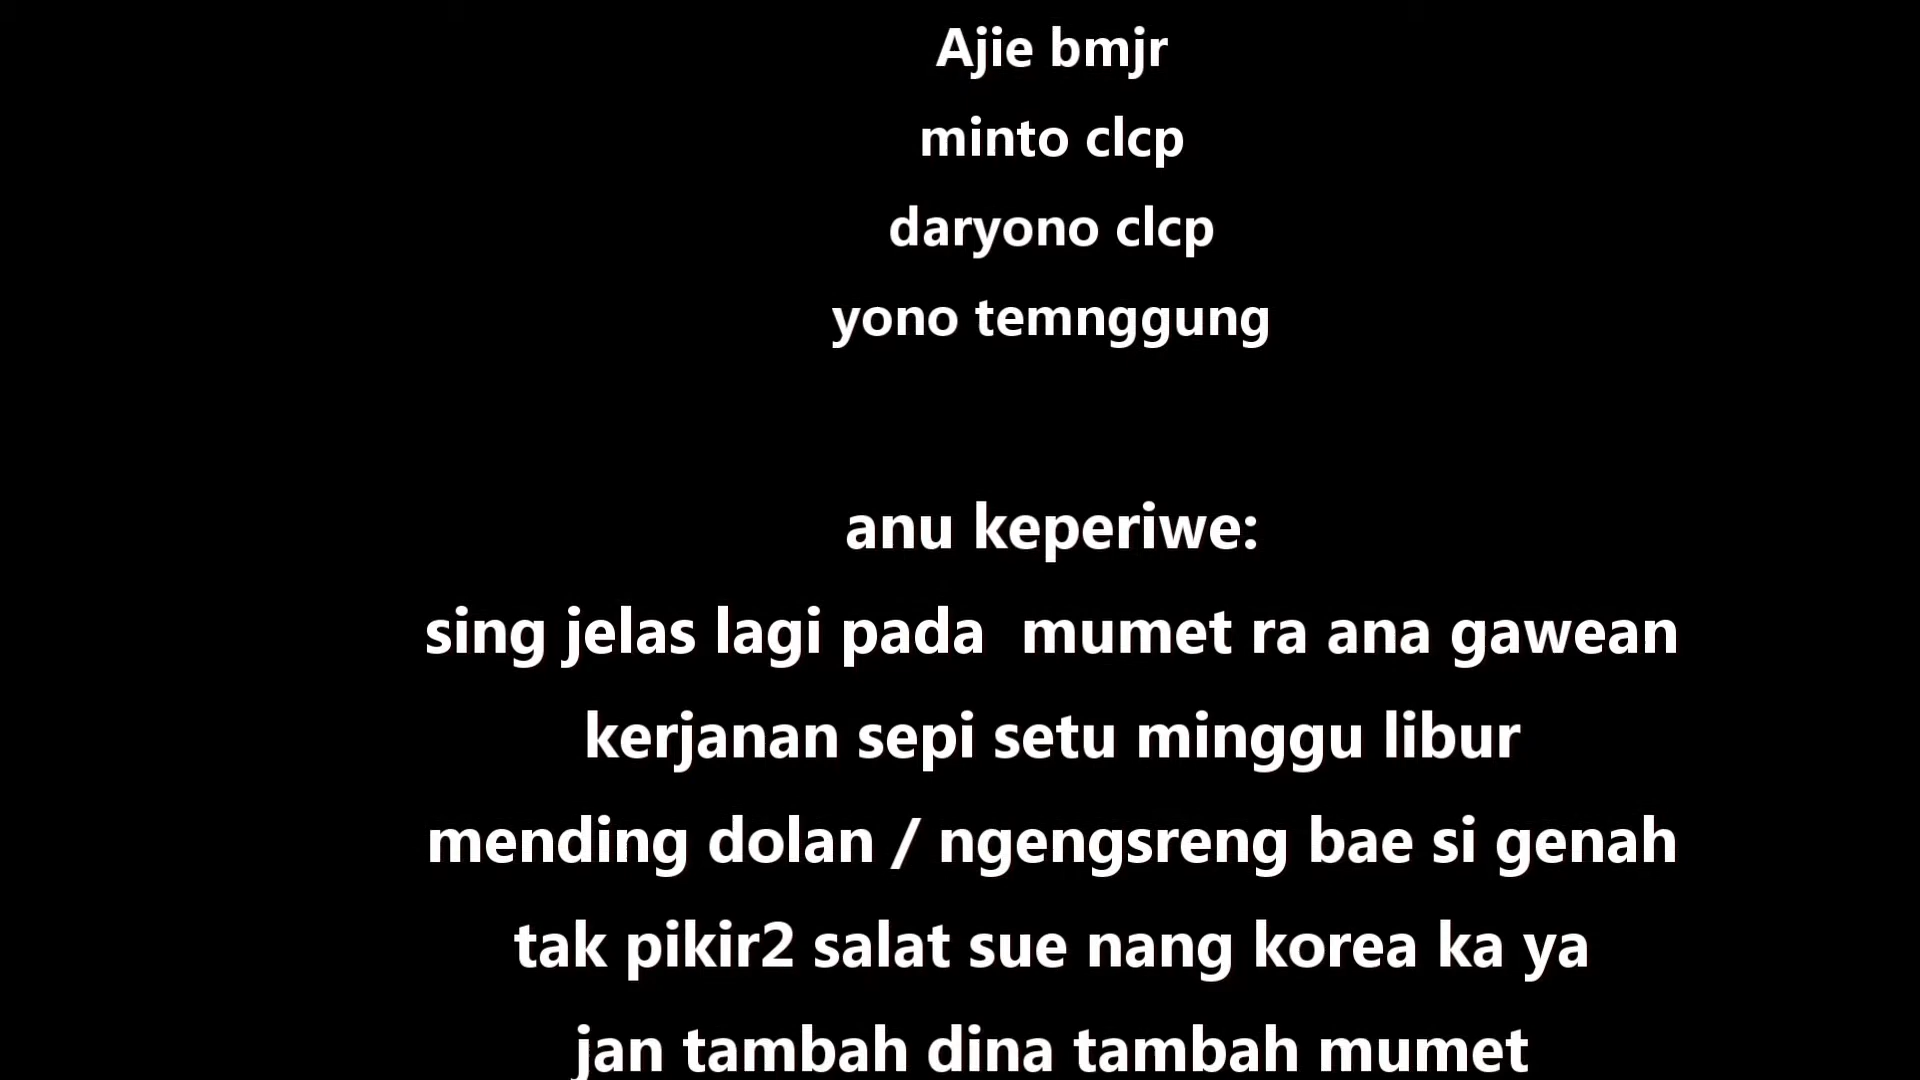 Ajie bmjr
minto clcp
daryono clcp
yono temnggung
anu keperiwe:
sing jelas lagi pada  mumet ra ana gawean
kerjanan sepi setu minggu libur
mending dolan / ngengsreng bae si genah
tak pikir2 salat sue nang korea ka ya
jan tambah dina tambah mumet